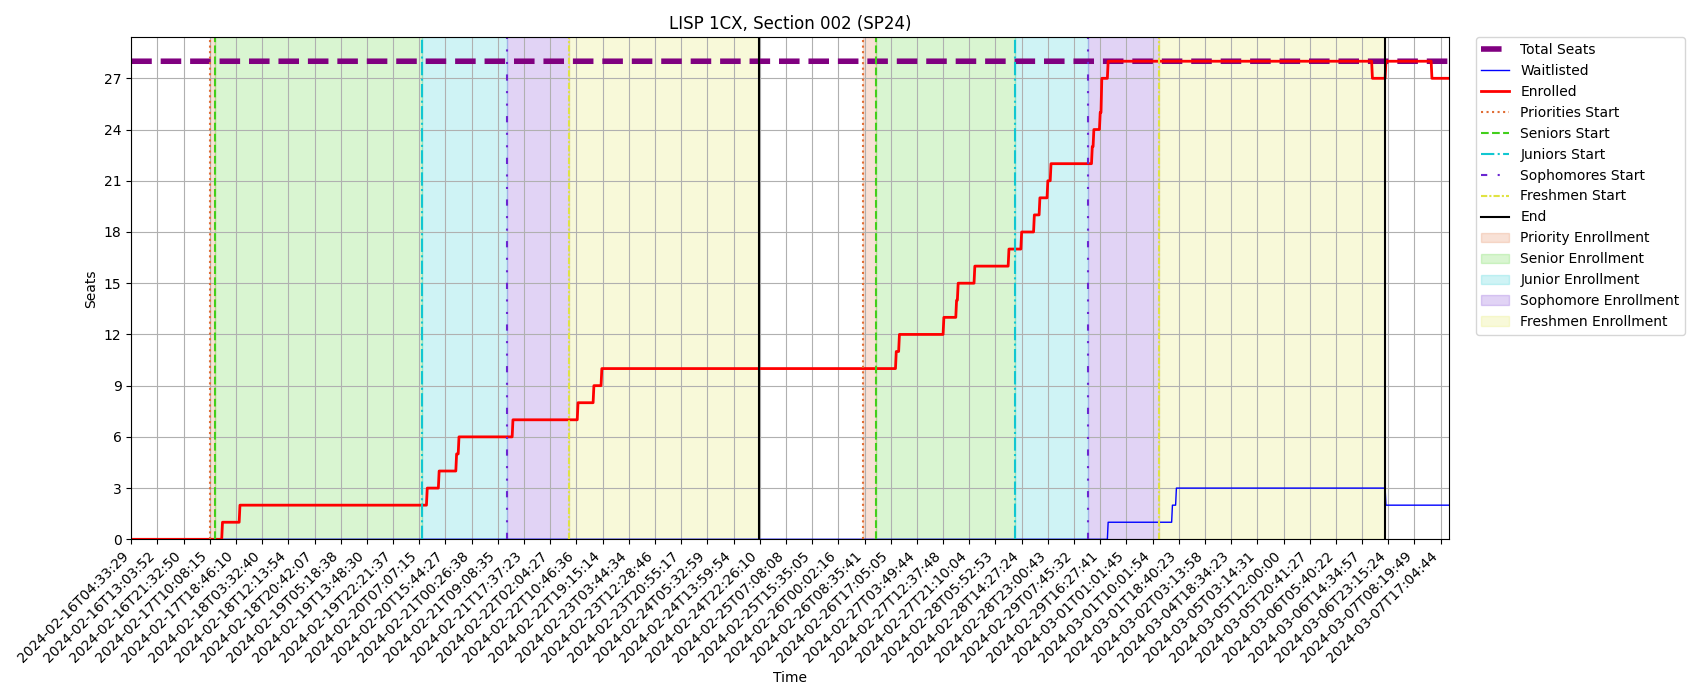 LISP 1CX, Section 002 (SP24)
Seats
27
24
21
18
15
12
9
6
3
0
2024-02-16T04:33:29
2024-02-16T13:03:52
2024-02-16T21:32:50
2024-02-17T10:08:15
2024-02-17T18:46:10
2024-02-18T03:32:40
2024-02-18T12:13:54
2024-02-18T20:42:07
2024-02-19T05:18:38
2024-02-19T13:48:30
2024-02-19T22:21:37
2024-02-20T07:07:15
2024-02-20T15:44:27
2024-02-21T00:26:38
2024-02-21T09:08:35
2024-02-21T17:37:23
2024-02-22T02:04:27
2024-02-22T10:46:36
2024-02-22T19:15:14
2024-02-23T03:44:34
2024-02-23T12:28:46
2024-02-23T20:55:17
2024-02-24T05:32:59
2024-02-24T13:59:54
2024-02-24T22:26:10
2024-02-25T07:08:08
2024-02-25T15:35:05
2024-02-26T00:02:16
2024-02-26T08:35:41
2024-02-26T17:05:05
2024-02-27T03:49:44
2024-02-27T12:37:48
2024-02-27T21:10:04
2024-02-28T05:52:53
2024-02-28T14:27:24
2024-02-28T23:00:43
2024-02-29T07:45:32
2024-02-29T16:27:41
2024-03-01T01:01:45
2024-03-01T10:01:54
2024-03-01T18:40:23
2024-03-02T03:13:58
2024-03-04T18:34:23
2024-03-05T03:14:31
2024-03-05T12:00:00
2024-03-05T20:41:27
2024-03-06T05:40:22
2024-03-06T14:34:57
2024-03-06T23:15:24
2024-03-07T08:19:49
2024-03-07T17:04:44
Time
Total Seats
Waitlisted
Enrolled
Priorities Start
Seniors Start
Juniors Start
Sophomores Start
Freshmen Start
End
Priority Enrollment
Senior Enrollment
Junior Enrollment
Sophomore Enrollment
Freshmen Enrollment